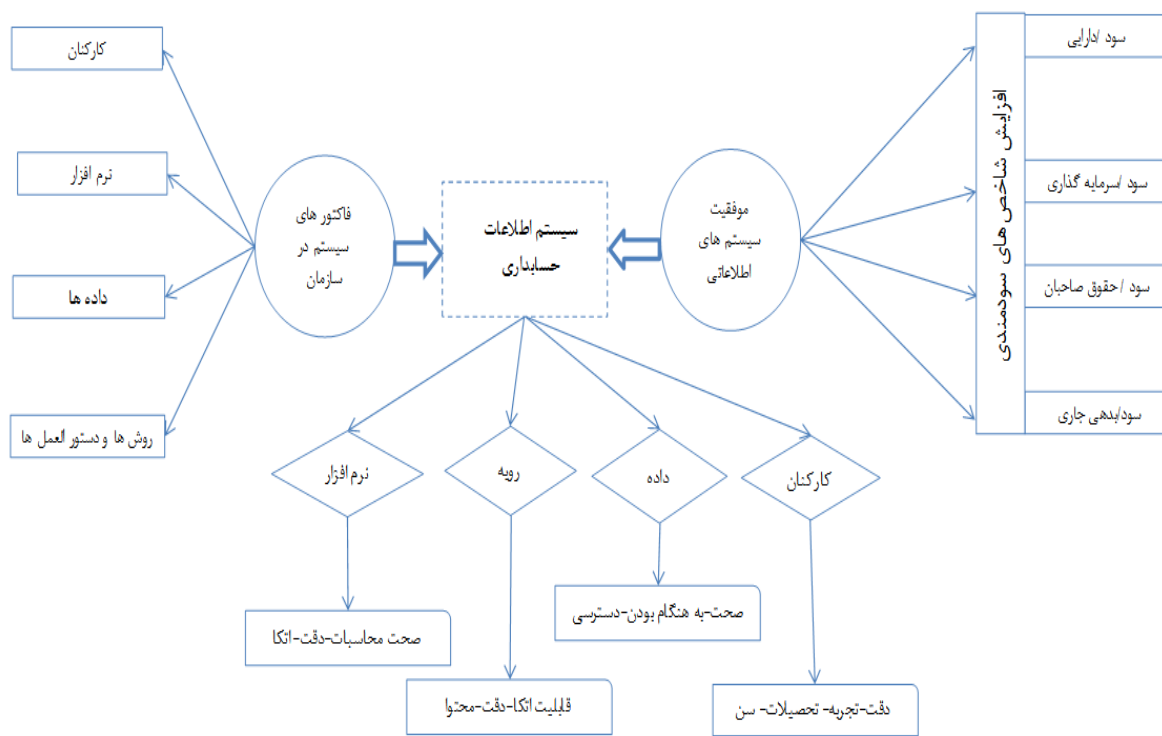 سود /دارایی
سود /سرمایه گذاری
سود / حقوق صاحبان
سود/بدهی جاری
افزایش شاخص های سودمندی
موفقیت
سیستم های
اطلاعاتی
سیستم اطلاعات
حسابداری
فاکتور های
سیستم در
سازمان
کارکنان
نرم افزار
داده ها
روش ها و دستور العمل ها
کارکنان
داده
رویه
نرم افزار
صحت-به هنگام بودن-دسترسی
صحت محاسبات-دقت-اتکا
دقت-تجربه- تحصیلات- سن
قابلیت اتکا-دقت-محتوا